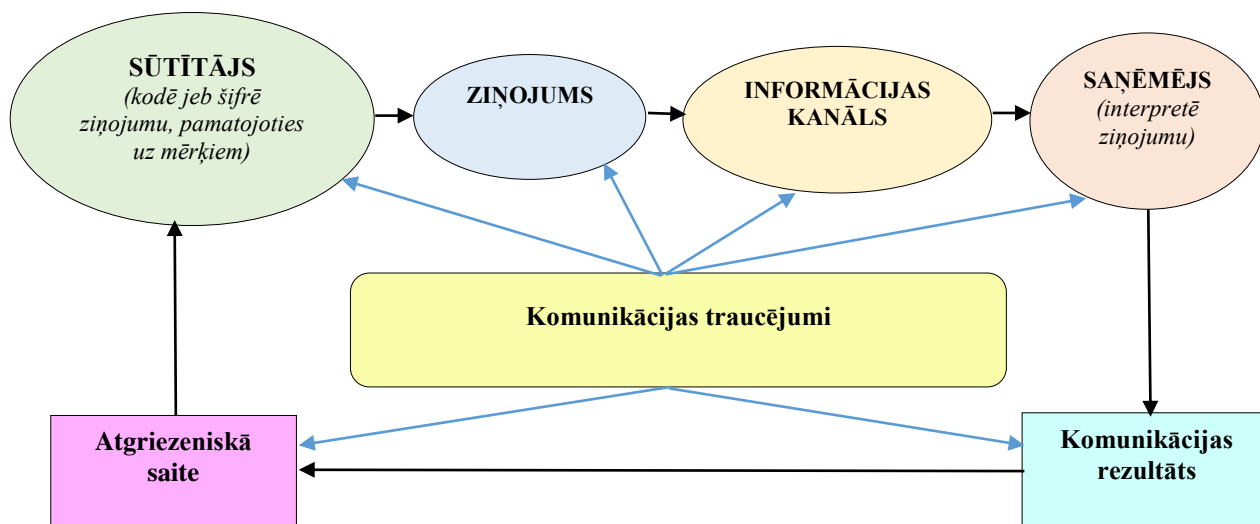 SŪTĪTĀJS
(kodē jeb šifrē
ziņojumu, pamatojoties
uz mērķiem)
ZIŅOJUMS
INFORMĀCIJAS
KANĀLS
SAŅĒMĒJS
(interpretē
ziņojumu)
Komunikācijas traucējumi
Atgriezeniskā
saite
Komunikācijas
rezultāts